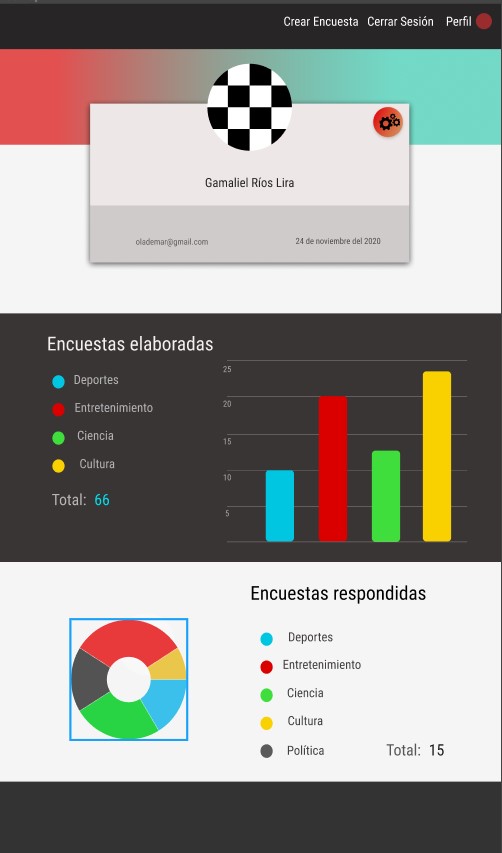 Crear Encuesta Cerrar Sesión Perfil
Gamaliel Ríos Lira
olademar@gmail.com 24 de noviembre del 2020
Encuestas elaboradas
Deportes
Entretenimiento
Ciencia
Cultura
Total: 66
25
20
15
10
5
Encuestas respondidas
Deportes
Entretenimiento
Ciencia
Cultura
Política
Total: 15